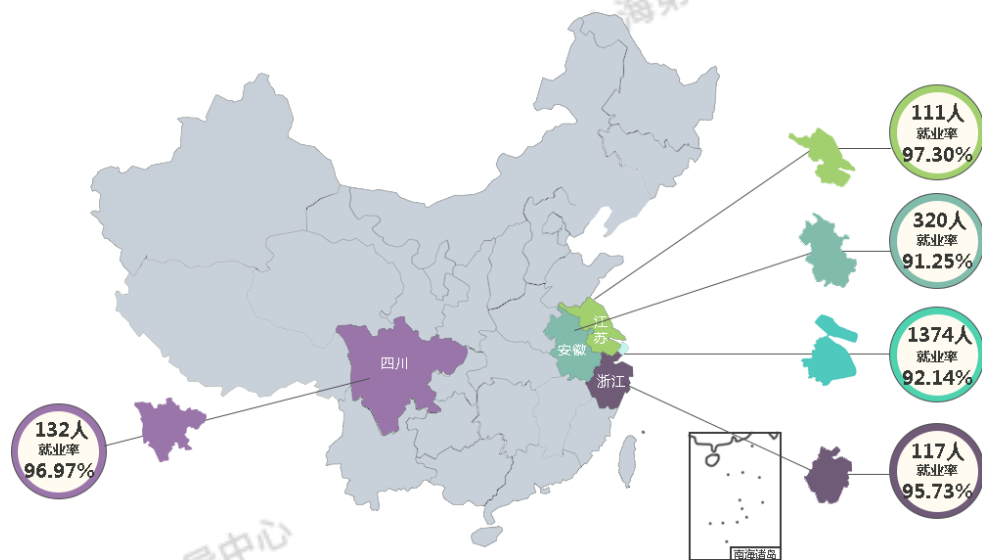 111人
就业率
97.30%
320人
就业率
91.25%
江
苏
安徽
四川
浙江
1374人
就业率
92.14%
132人
就业率
96.97%
117人
就业率
95.73%
南海诸岛
中心